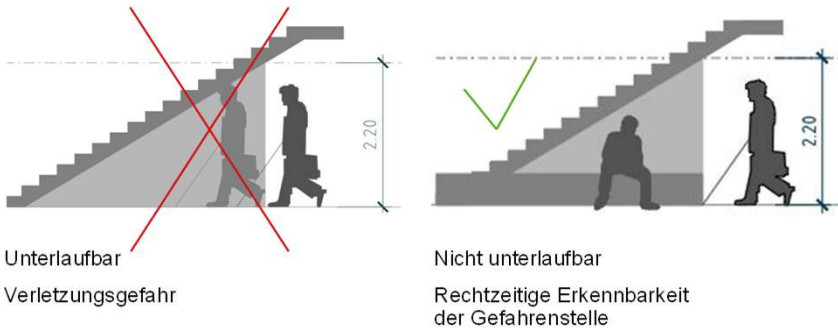 2.20
Unterlaufbar
Verletzungsgefahr
2.20
Nicht unterlaufbar
Rechtzeitige Erkennbarkeit
der Gefahrenstelle